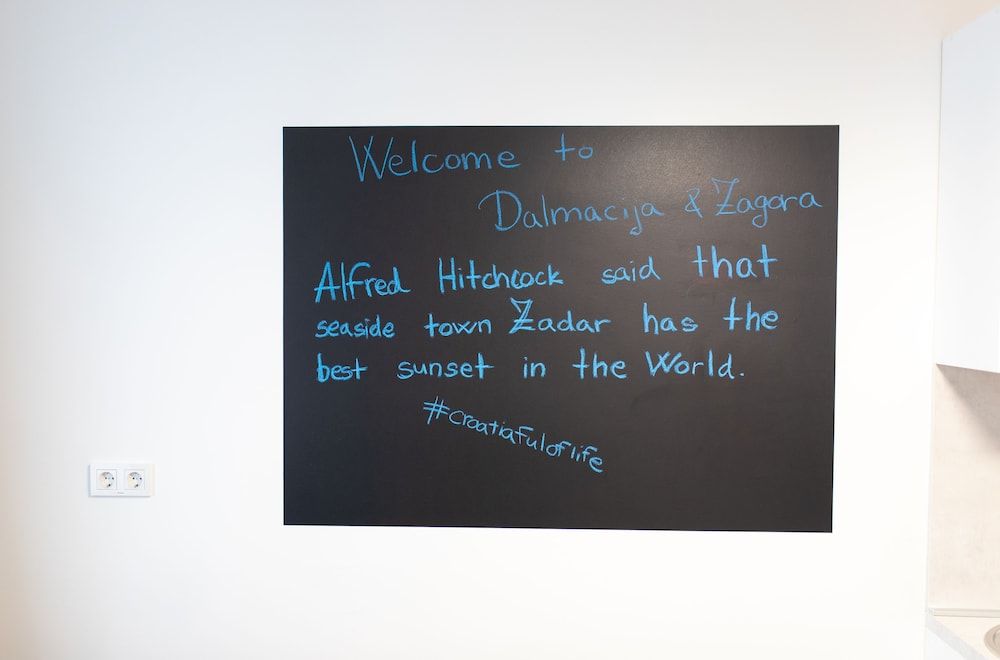 Welcome to
Dalmacija & Zagora
Alfred Hitchcock said that
seaside town Zadar has the
best sunset in the World.
#croatiafuloflife